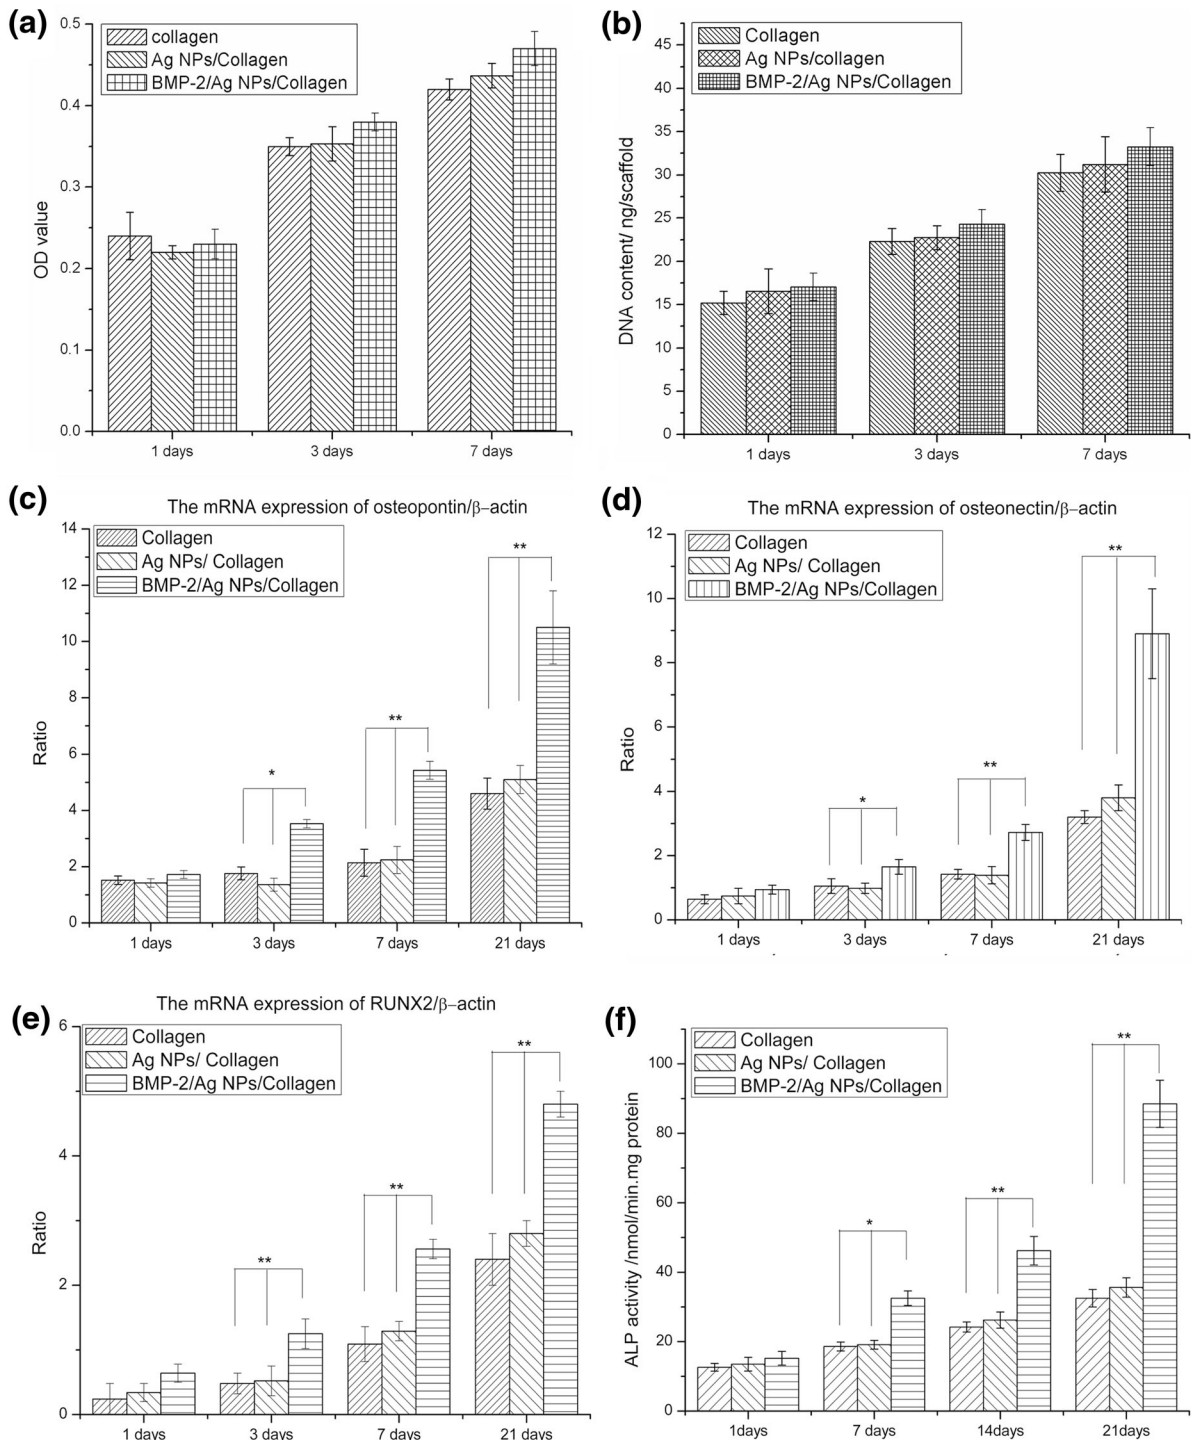 (a)
0.5
0.4
0.3
0.2
0.1
0.0
OD value
collagen
Ag NPs/Collagen
BMP-2/Ag NPs/Collagen
1 days
3 days
7 days
(b)
45
40
35
30
25
20
15
10
5
0
DNA content/ ng/scaffold
Collagen
Ag NPs/collagen
BMP-2/Ag NPs/Collagen
1 days
3 days
7 days
(c)
The mRNA expression of osteopontin/β−actin
14
12
10
8
6
4
2
0
Ratio
Collagen
Ag NPs/ Collagen
BMP-2/Ag NPs/Collagen
*
**
**
1 days
3 days
7 days
21 days
(d)
The mRNA expression of osteonectin/β−actin
12
10
8
6
4
2
0
Ratio
Collagen
Ag NPs/ Collagen
BMP-2/Ag NPs/Collagen
*
**
**
1 days
3 days
7 days
21 days
(e)
The mRNA expression of RUNX2/β−actin
6
4
2
0
Ratio
Collagen
Ag NPs/ Collagen
BMP-2/Ag NPs/Collagen
**
**
**
1 days
3 days
7 days
21 days
(f)
100
80
60
40
20
0
ALP activity /nmol/min.mg protein
Collagen
Ag NPs/ Collagen
BMP-2/Ag NPs/Collagen
*
**
**
1days
7 days
14days
21days